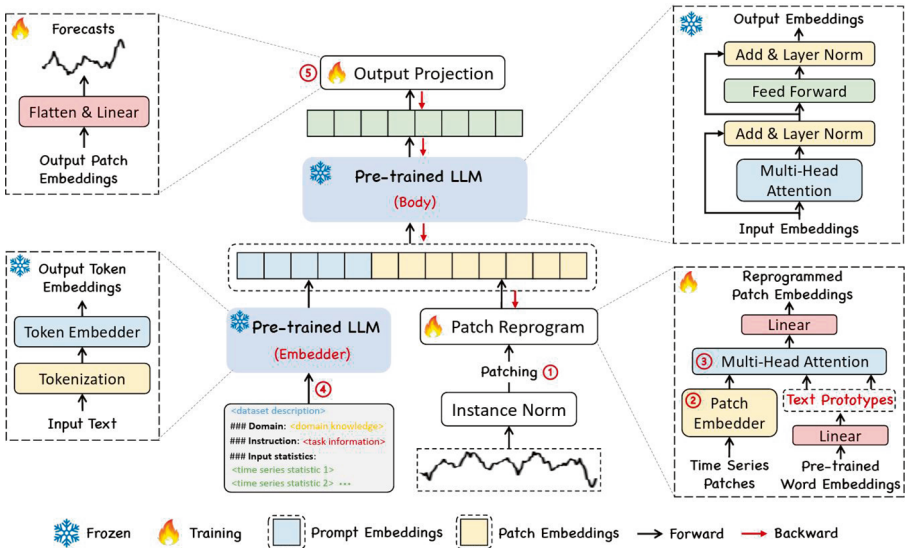 Forecasts
Flatten & Linear
Output Patch
Embeddings
⑤ Output Projection
Pre-trained LLM
(Body)
Output Embeddings
Add & Layer Norm
Feed Forward
Add & Layer Norm
Multi-Head
Attention
Input Embeddings
Output Token
Embeddings
Token Embedder
Tokenization
Input Text
Pre-trained LLM
(Embedder)
④
<dataset description>
### Domain: <domain knowledge>
### Instruction: <task information>
### Input statistics:
<time series statistic 1>
<time series statistic 2> ...
Patch Reprogram
Patching ①
Instance Norm
Reprogrammed
Patch Embeddings
Linear
③ Multi-Head Attention
② Patch
Embedder
Text Prototypes
Linear
Time Series
Patches
Pre-trained
Word Embeddings
Frozen
Training
Prompt Embeddings
Patch Embeddings
Forward
Backward